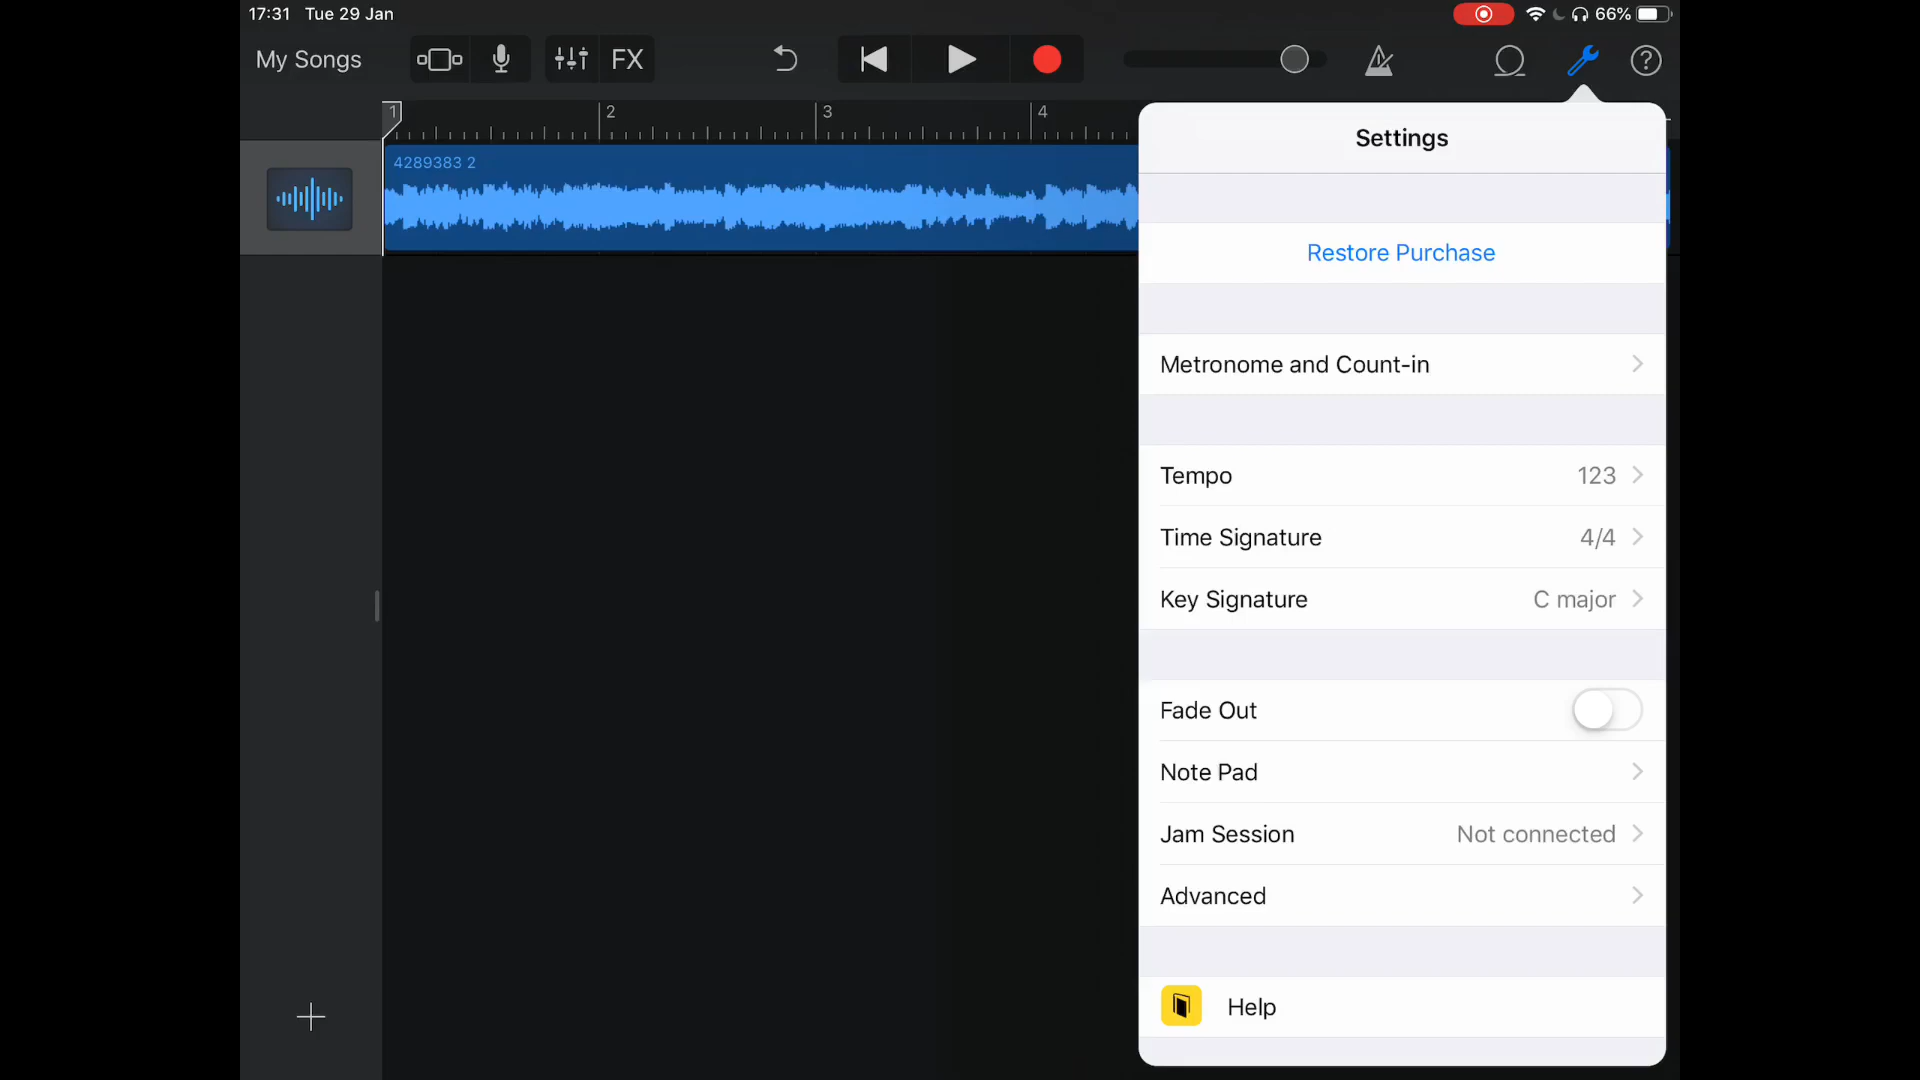 17:31 Tue 29 Jan
66%
My Songs
FX
1
2
3
4
4289383 2
Settings
Restore Purchase
Metronome and Count-in
Tempo 123
Time Signature 4/4
Key Signature C major
Fade Out
Note Pad
Jam Session Not connected
Advanced
Help